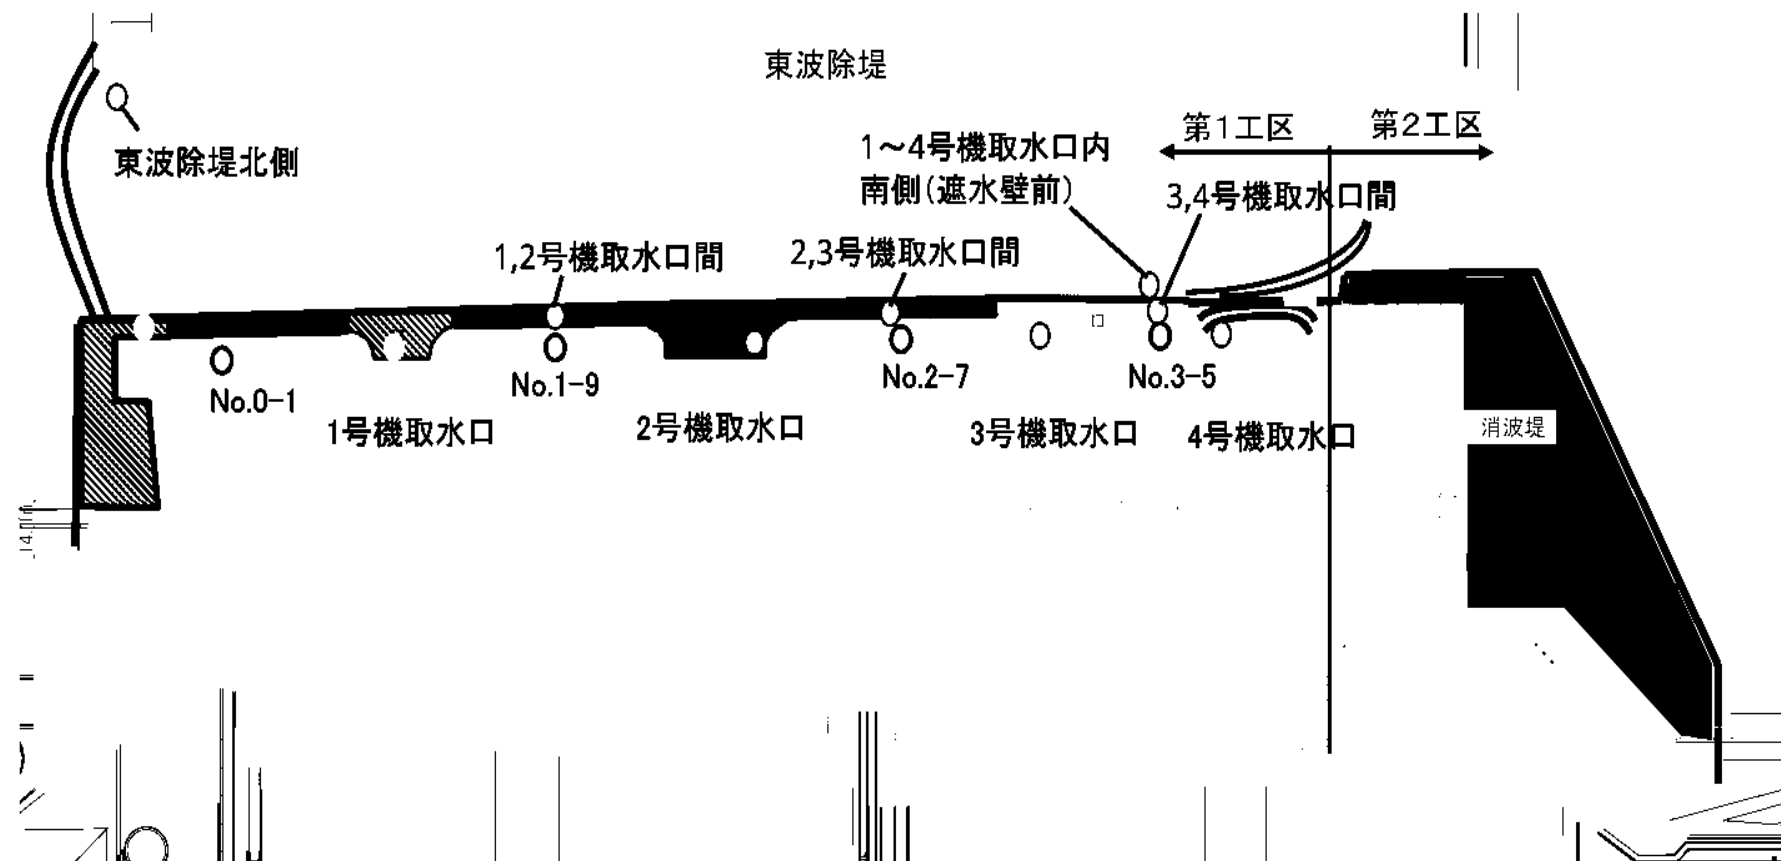 東波除堤
第1工区
第2工区
東波除堤北側
1～4号機取水口内
南側(遮水壁前)
3,4号機取水口間
1,2号機取水口間
2,3号機取水口間
No.0-1
No.1-9
No.2-7
No.3-5
1号機取水口
2号機取水口
3号機取水口
4号機取水口
消波堤